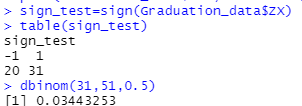 > sign_test=sign(Graduation_data$ZX)
> table(sign_test)
sign_test
-1 1
20 31
> dbinom(31,51,0.5)
[1] 0.03443253